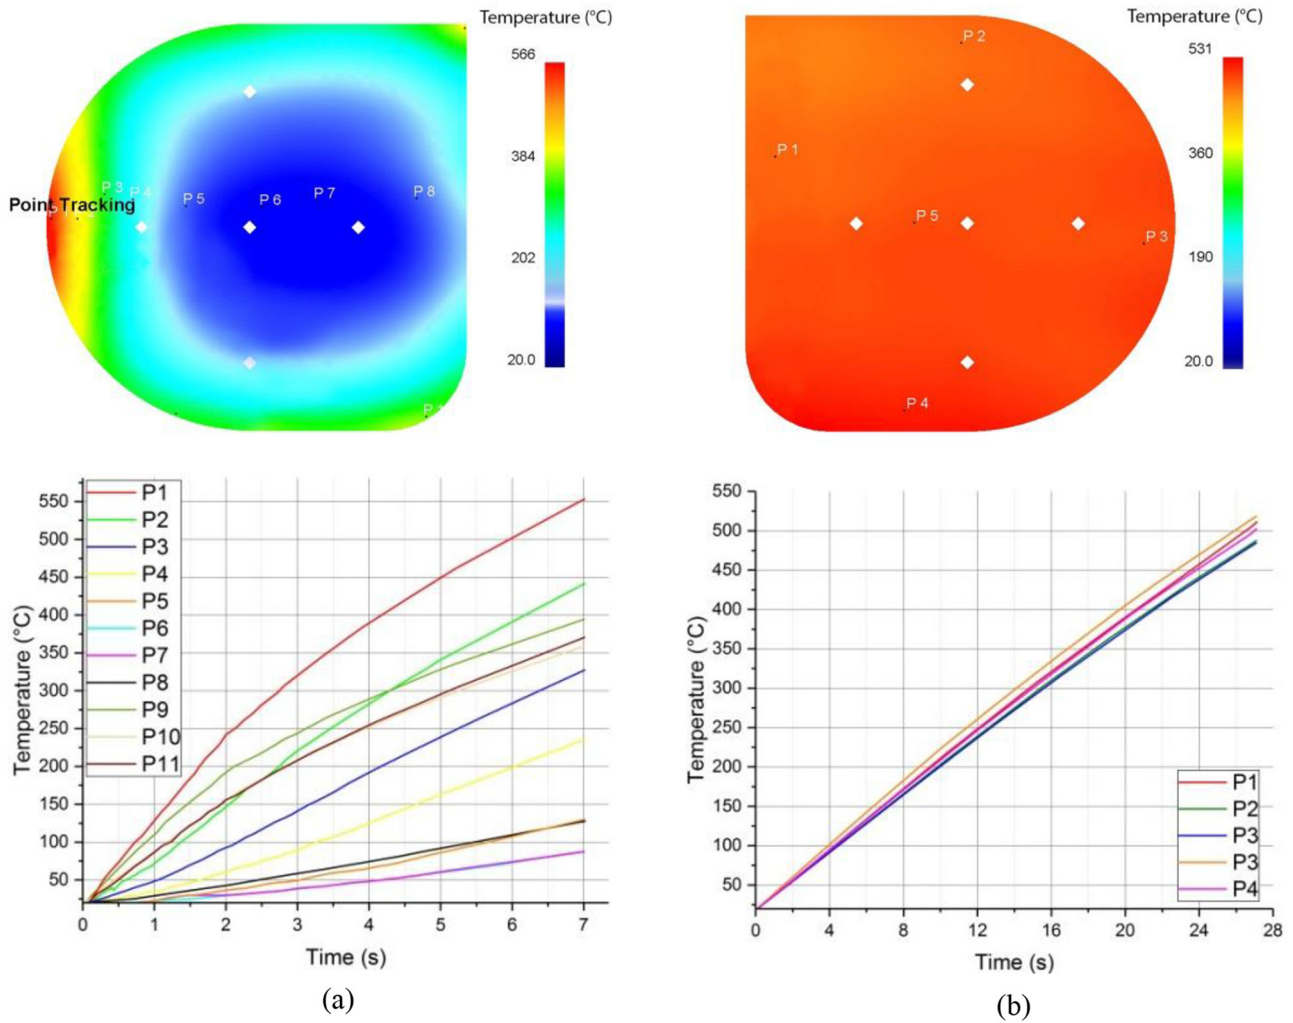 Temperature (°C)
566
384
202
20.0
P 3
P 4
P 5
P 6
P 7
P 8
Point Tracking
P 1
Temperature (°C)
531
360
190
20.0
P 2
P 1
P 5
P 3
P 4
550
500
450
400
350
300
250
200
150
100
50
Temperature (°C)
P1
P2
P3
P4
P5
P6
P7
P8
P9
P10
P11
0 1 2 3 4 5 6 7
Time (s)
(a)
550
500
450
400
350
300
250
200
150
100
50
Temperature (°C)
P1
P2
P3
P3
P4
0 4 8 12 16 20 24 28
Time (s)
(b)